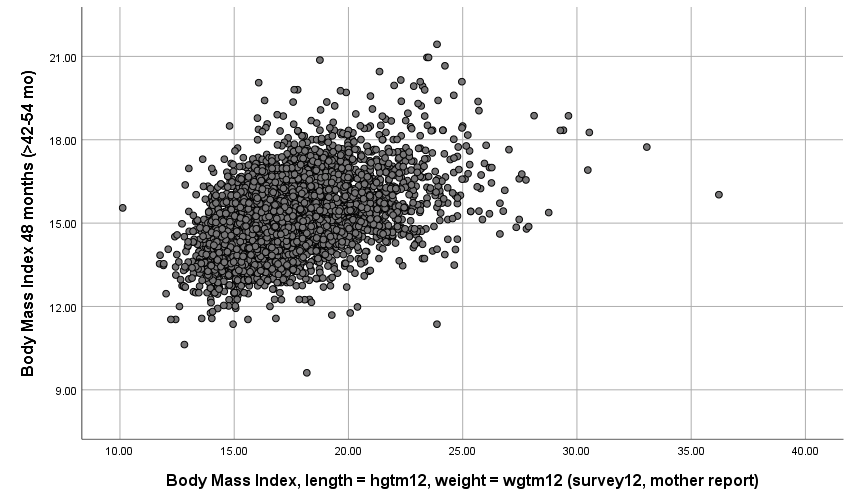 Body Mass Index 48 months (>42-54 mo)
21.00
18.00
15.00
12.00
9.00
10.00 15.00 20.00 25.00 30.00 35.00 40.00
Body Mass Index, length = hgtm12, weight = wgtm12 (survey12, mother report)